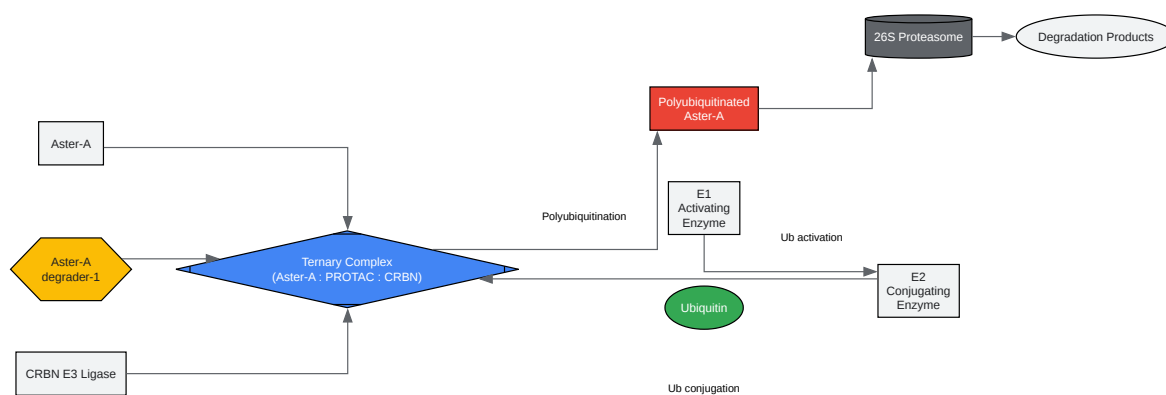 26S Proteasome
Degradation Products
Polyubiquitinated
Aster-A
Aster-A
E1
Activating
Enzyme
Polyubiquitination
Ub activation
Aster-A
degrader-1
Ternary Complex
(Aster-A : PROTAC : CRBN)
E2
Conjugating
Enzyme
Ubiquitin
CRBN E3 Ligase
Ub conjugation